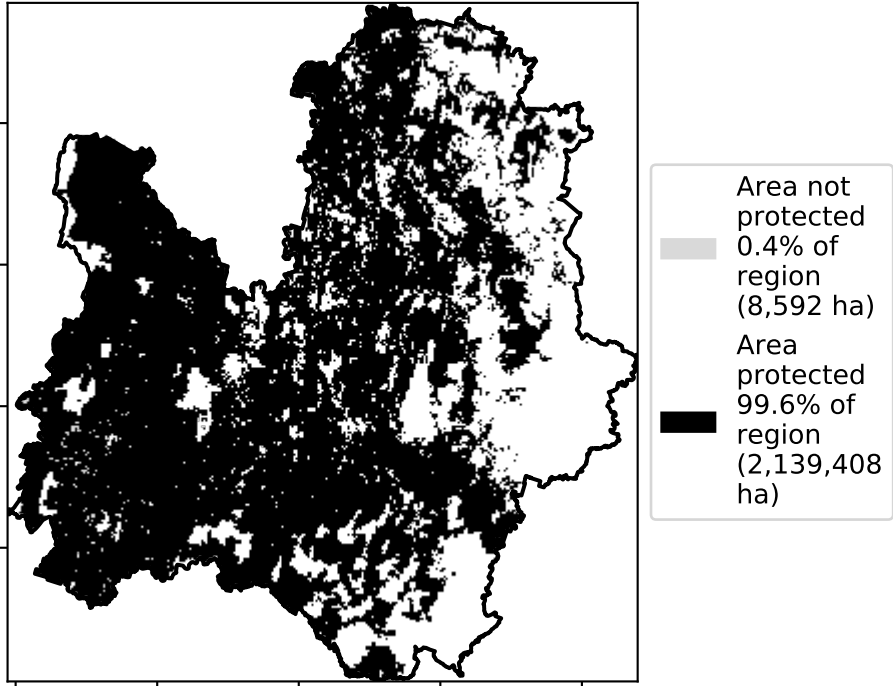 Area not
protected
0.4% of
region
(8,592 ha)
Area
protected
99.6% of
region
(2,139,408
ha)